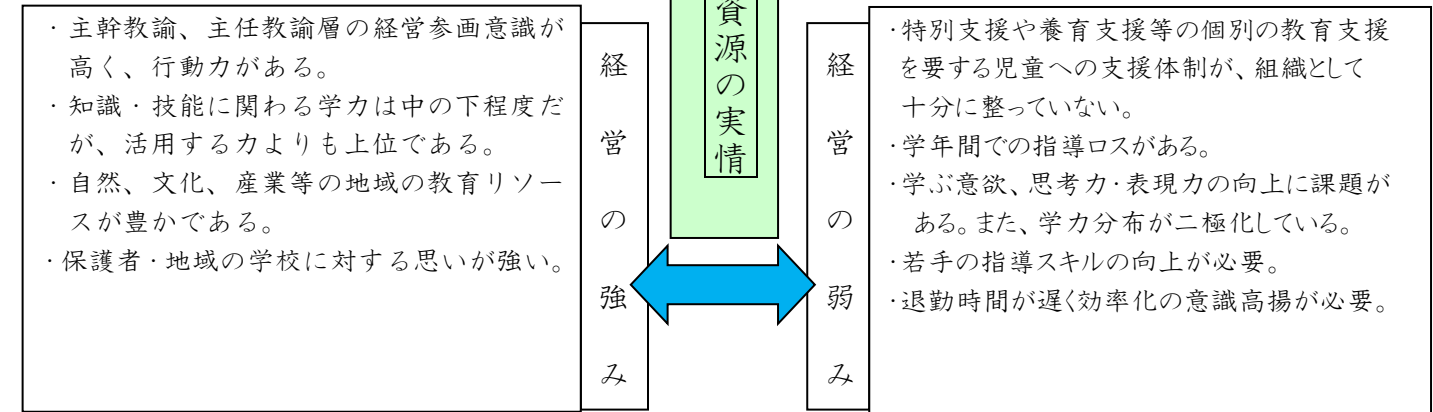 ・主幹教諭、主任教諭層の経営参画意識が
高く、行動力がある。
・知識・技能に関わる学力は中の下程度だ
が、活用する力よりも上位である。
・自然、文化、産業等の地域の教育リソー
スが豊かである。
・保護者・地域の学校に対する思いが強い。
経営の強み
資源の実情
経営の弱み
・特別支援や養育支援等の個別の教育支援
を要する児童への支援体制が、組織として
十分に整っていない。
・学年間での指導ロスがある。
・学ぶ意欲、思考力・表現力の向上に課題が
ある。また、学力分布が二極化している。
・若手の指導スキルの向上が必要。
・退勤時間が遅く効率化の意識高揚が必要。